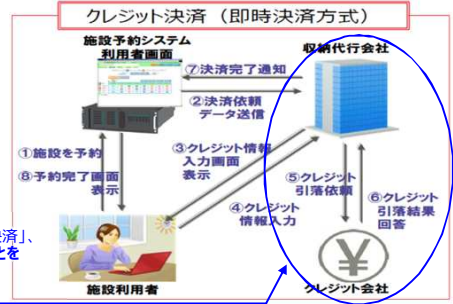 クレジット決済（即時決済方式）
施設予約システム
利用者画面
収納代行会社
⑦決済完了通知
②決済依頼
データ送信
①施設を予約
⑧予約完了画面
表示
③クレジット情報
入力画面
表示
④クレジット
情報入力
⑤クレジット
引落依頼
⑥クレジット
引落結果
回答
済」、
とを
施設利用者
クレジット会社